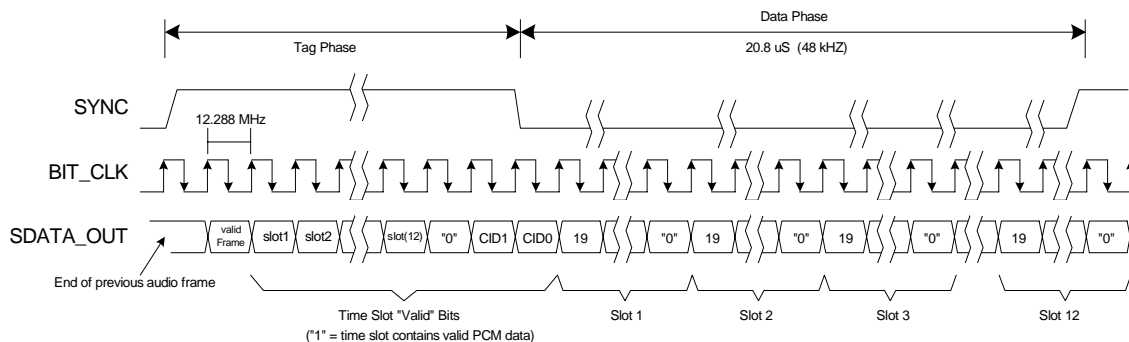 Tag Phase
Data Phase
20.8 uS (48 kHZ)
SYNC
12.288 MHz
BIT_CLK
SDATA_OUT
valid Frame
slot1
slot2
slot(12)
"0"
CID1
CID0
19
"0"
19
"0"
19
"0"
19
"0"
End of previous audio frame
Time Slot "Valid" Bits
("1" = time slot contains valid PCM data)
Slot 1
Slot 2
Slot 3
Slot 12